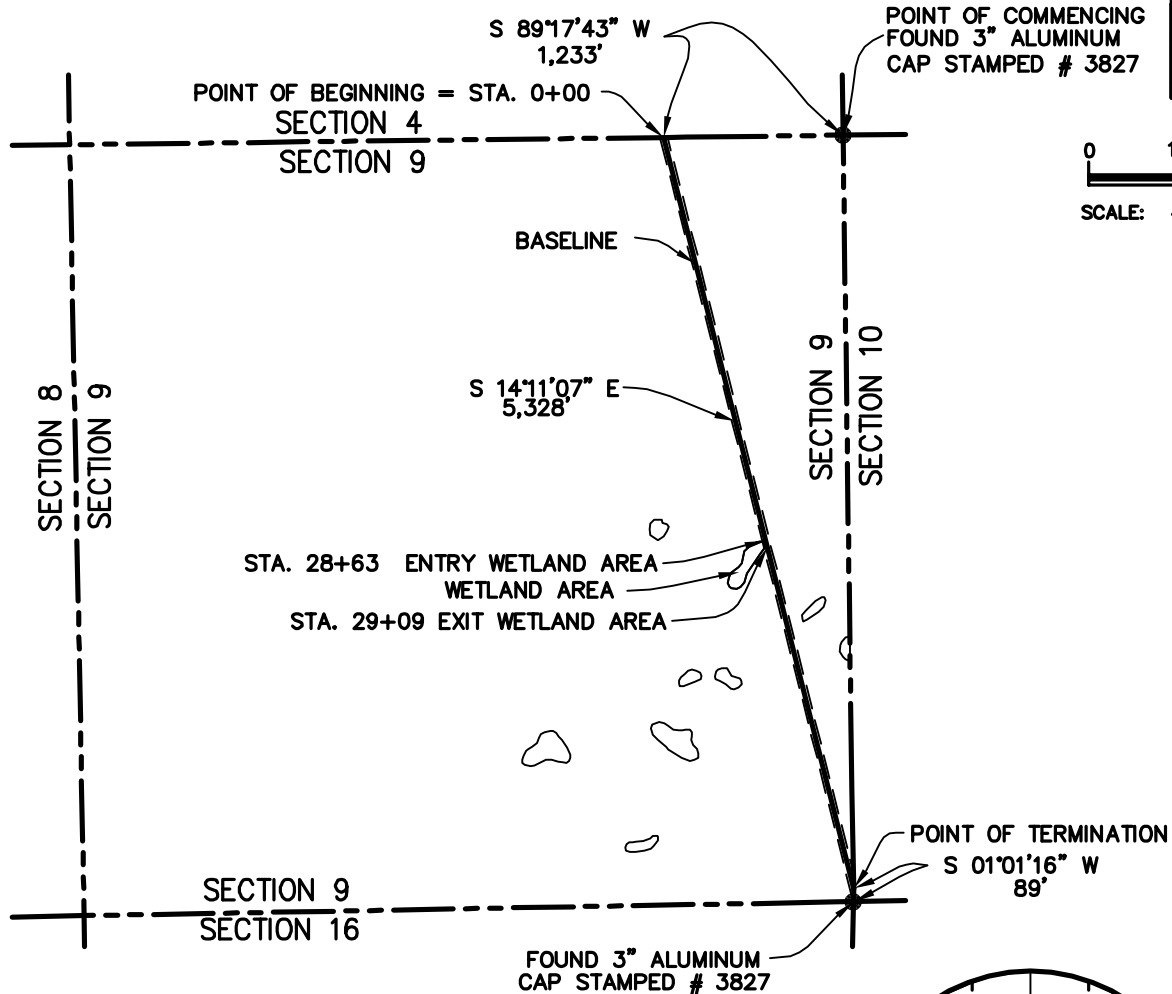 S 89°17'43" W
1,233'
POINT OF COMMENCING
FOUND 3" ALUMINUM
CAP STAMPED # 3827
POINT OF BEGINNING = STA. 0+00
SECTION 4
SECTION 9
0
SCALE:
BASELINE
SECTION 9
SECTION 10
S 14°11'07" E
5,328'
SECTION 8
SECTION 9
STA. 28+63 ENTRY WETLAND AREA
WETLAND AREA
STA. 29+09 EXIT WETLAND AREA
POINT OF TERMINATION
S 01°01'16" W
89'
SECTION 9
SECTION 16
FOUND 3" ALUMINUM
CAP STAMPED # 3827